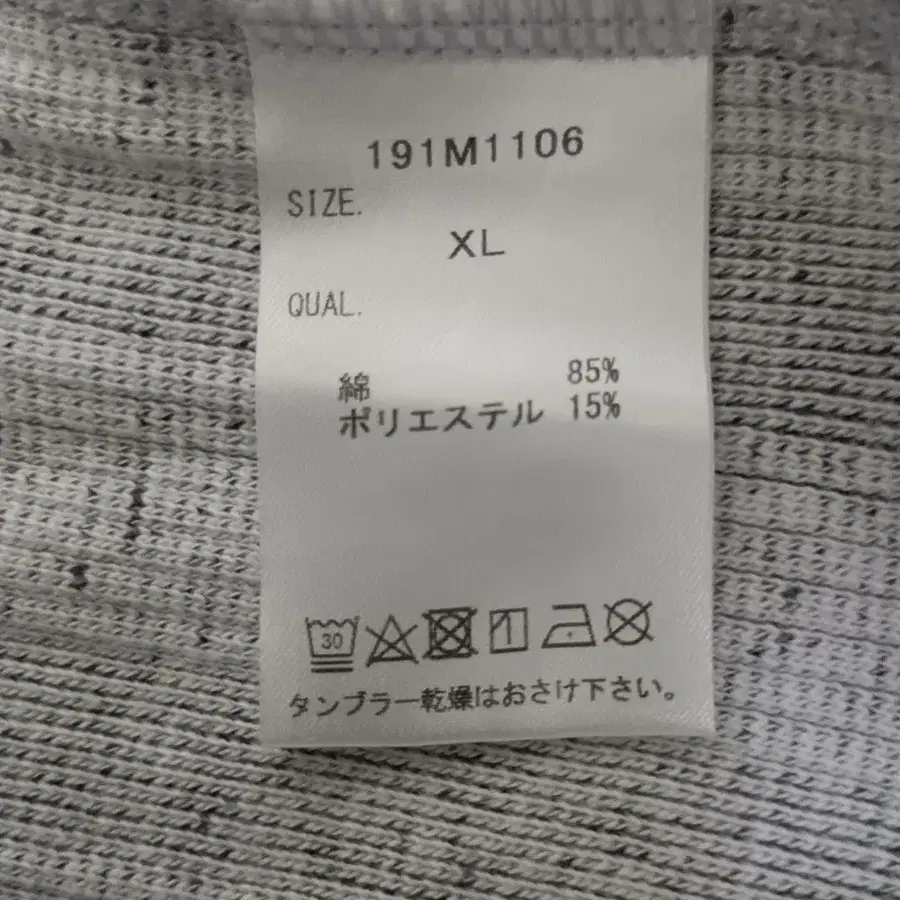 191M1106
SIZE.
XL
QUAL.
綿 85%
ポリエステル 15%
30
タンブラー乾燥はおさけ下さい。